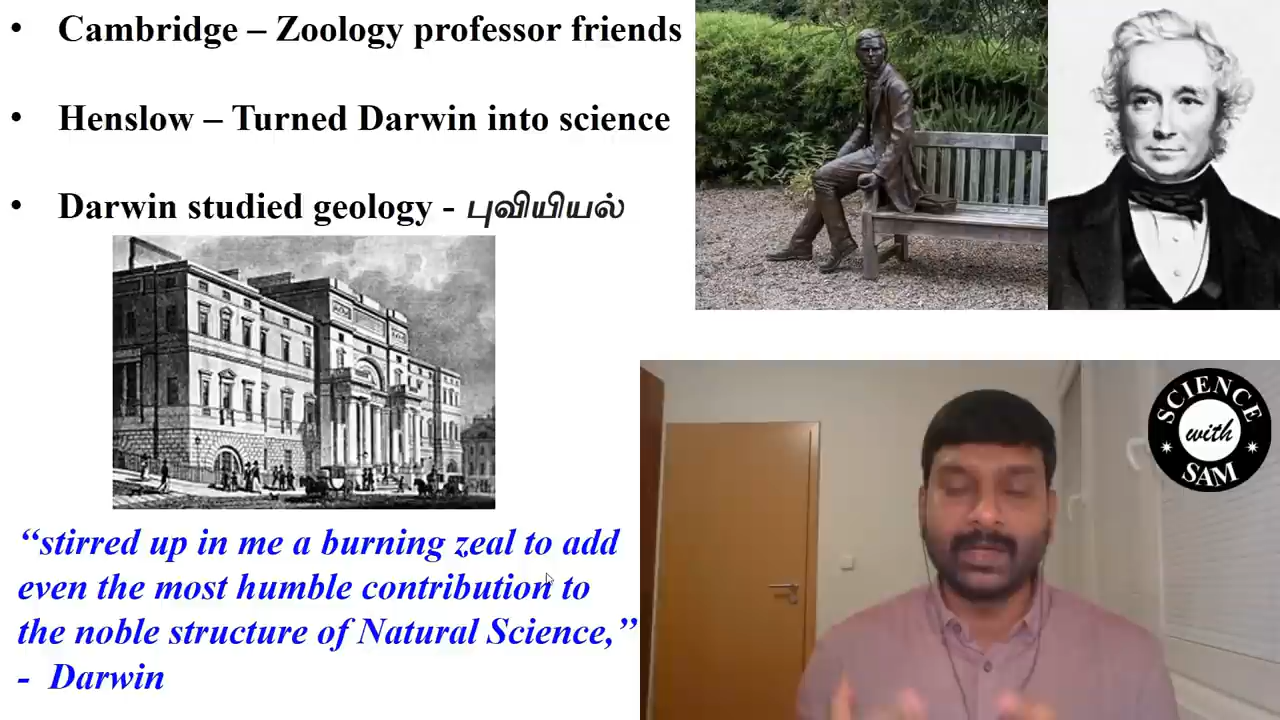 • Cambridge – Zoology professor friends
• Henslow – Turned Darwin into science
• Darwin studied geology - புவியியல்
“stirred up in me a burning zeal to add
even the most humble contribution to
the noble structure of Natural Science,”
- Darwin
SCIENCE
with
SAM